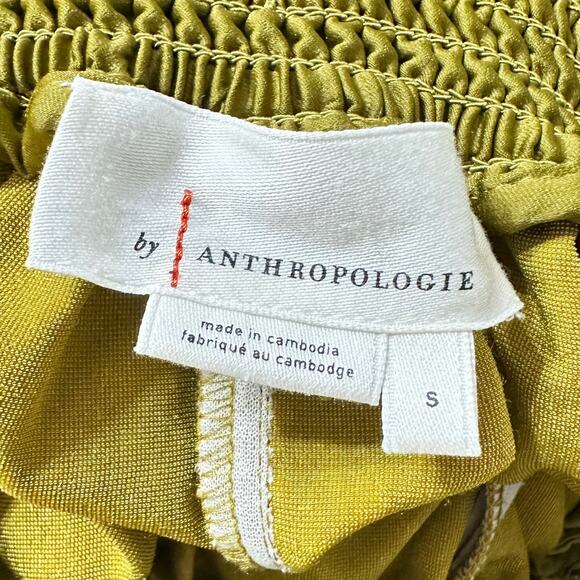 by ANTHROPOLOGIE
made in cambodia
fabriqué au cambodge
S